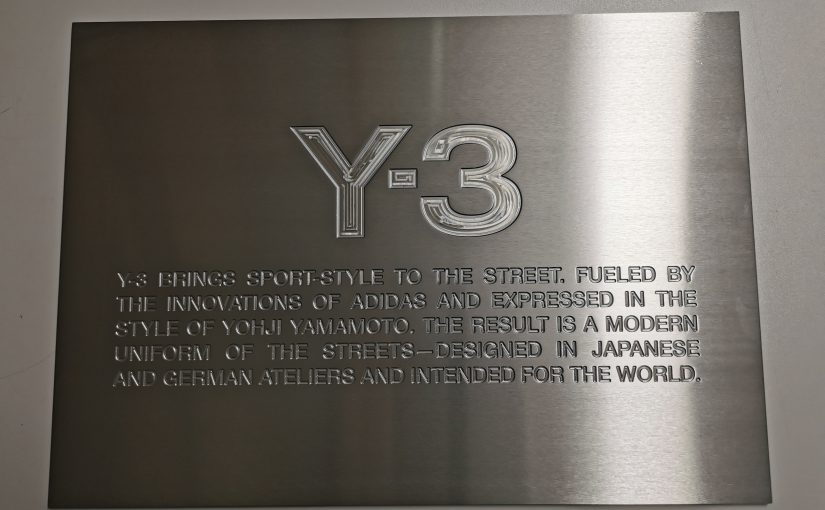 Y-3
Y-3 BRINGS SPORT-STYLE TO THE STREET. FUELED BY
THE INNOVATIONS OF ADIDAS AND EXPRESSED IN THE
STYLE OF YOHJI YAMAMOTO. THE RESULT IS A MODERN
UNIFORM OF THE STREETS—DESIGNED IN JAPANESE
AND GERMAN ATELIERS AND INTENDED FOR THE WORLD.